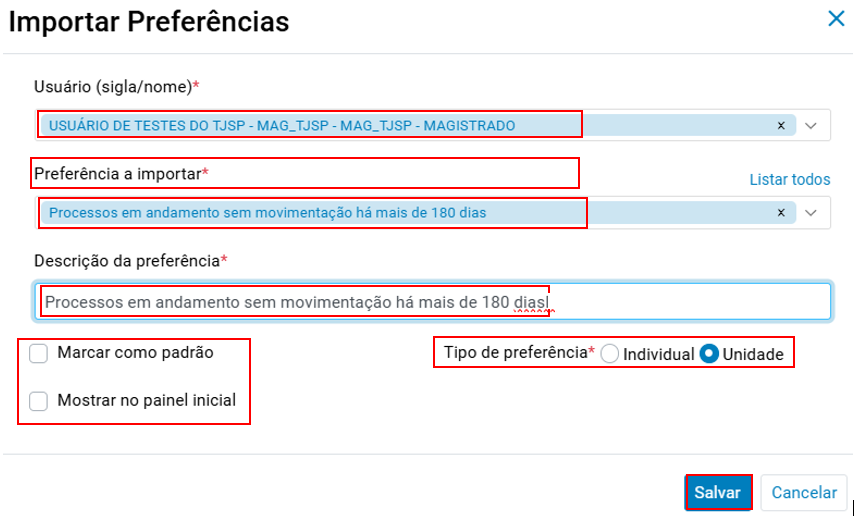 Importar Preferências
Usuário (sigla/nome)*
USUÁRIO DE TESTES DO TJSP - MAG_TJSP - MAG_TJSP - MAGISTRADO x
Preferência a importar*
Listar todos
Processos em andamento sem movimentação há mais de 180 dias x
Descrição da preferência*
Processos em andamento sem movimentação há mais de 180 dias
Marcar como padrão
Tipo de preferência* Individual Unidade
Mostrar no painel inicial
Salvar Cancelar